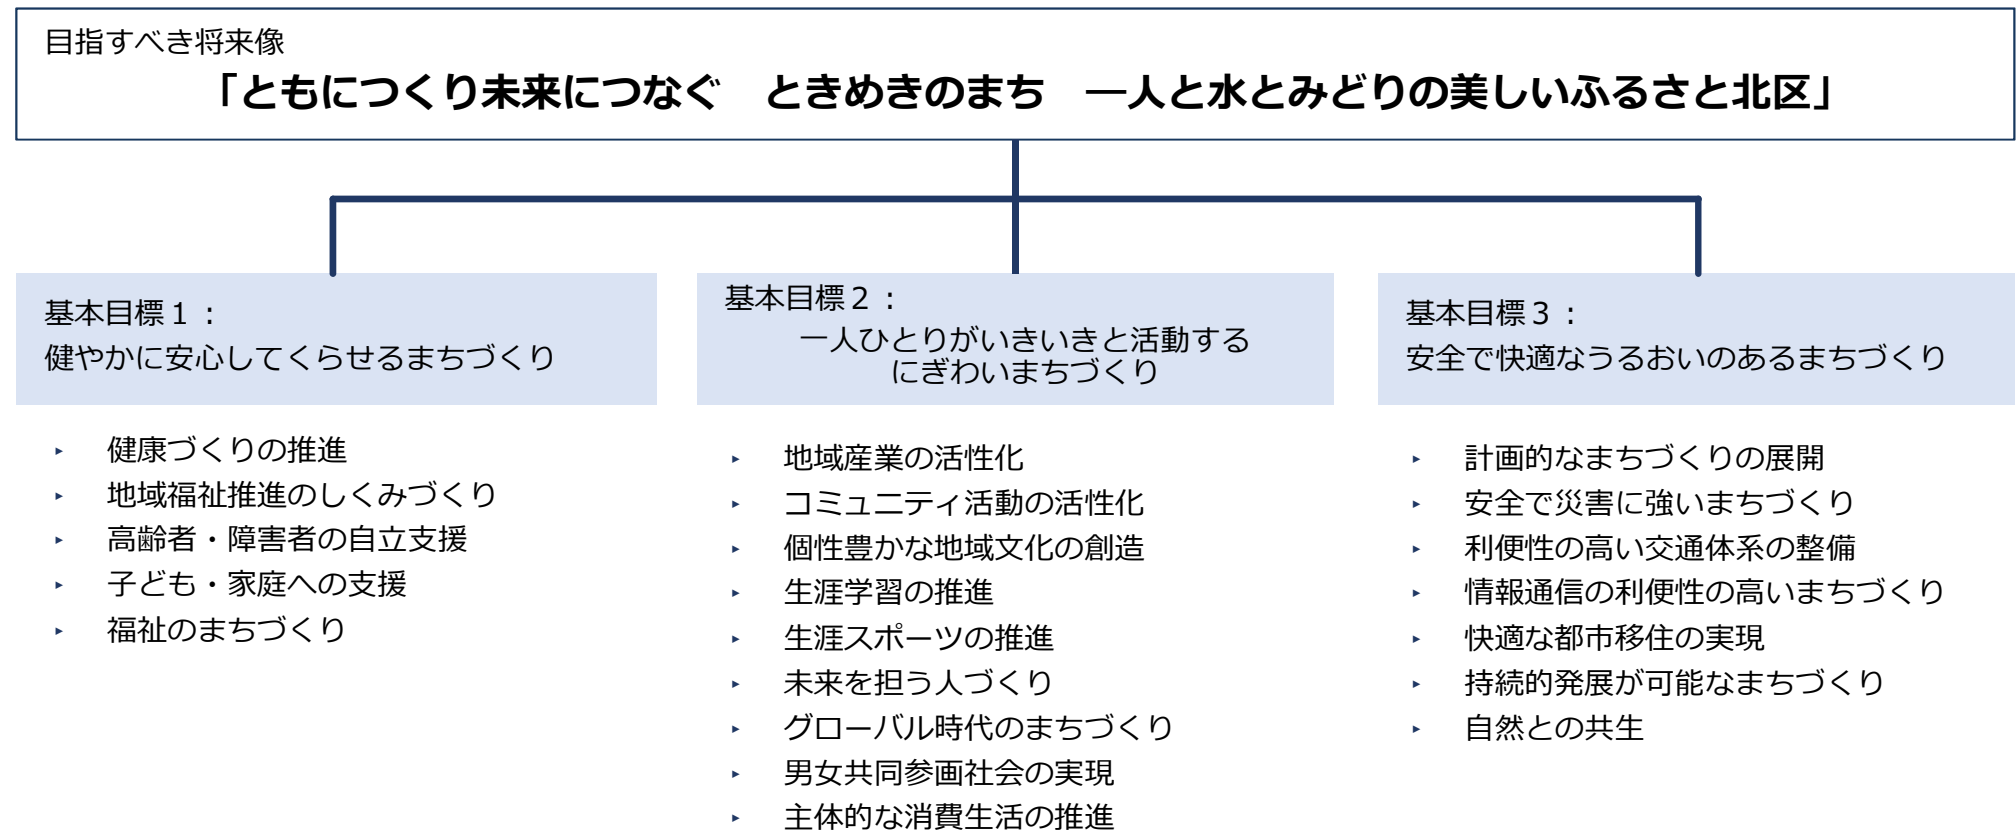 目指すべき将来像
「ともにつくり未来につなぐ　ときめきのまち　―人と水とみどりの美しいふるさと北区」
基本目標１：
健やかに安心してくらせるまちづくり
‣ 健康づくりの推進
‣ 地域福祉推進のしくみづくり
‣ 高齢者・障害者の自立支援
‣ 子ども・家庭への支援
‣ 福祉のまちづくり
基本目標２：
一人ひとりがいきいきと活動する
にぎわいまちづくり
‣ 地域産業の活性化
‣ コミュニティ活動の活性化
‣ 個性豊かな地域文化の創造
‣ 生涯学習の推進
‣ 生涯スポーツの推進
‣ 未来を担う人づくり
‣ グローバル時代のまちづくり
‣ 男女共同参画社会の実現
‣ 主体的な消費生活の推進
基本目標３：
安全で快適なうるおいのあるまちづくり
‣ 計画的なまちづくりの展開
‣ 安全で災害に強いまちづくり
‣ 利便性の高い交通体系の整備
‣ 情報通信の利便性の高いまちづくり
‣ 快適な都市移住の実現
‣ 持続的発展が可能なまちづくり
‣ 自然との共生